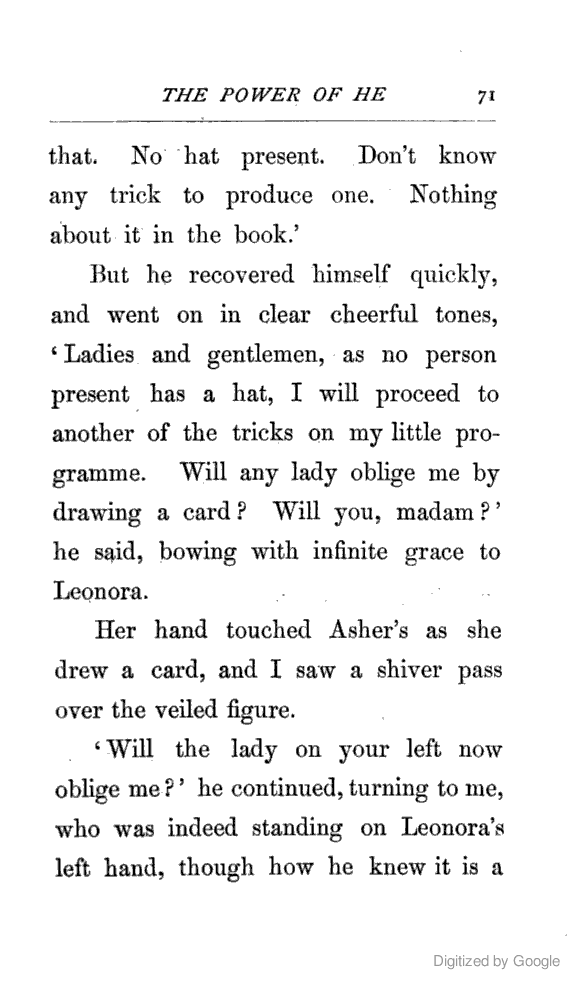 THE POWER OF HE 71
that. No hat present. Don't know
any trick to produce one. Nothing
about it in the book.'
But he recovered himself quickly,
and went on in clear cheerful tones,
‘Ladies and gentlemen, as no person
present has a hat, I will proceed to
another of the tricks on my little pro-
gramme. Will any lady oblige me by
drawing a card? Will you, madam?’
he said, bowing with infinite grace to
Leonora.
Her hand touched Asher's as she
drew a card, and I saw a shiver pass
over the veiled figure.
‘Will the lady on your left now
oblige me?’ he continued, turning to me,
who was indeed standing on Leonora's
left hand, though how he knew it is a
Digitized by Google